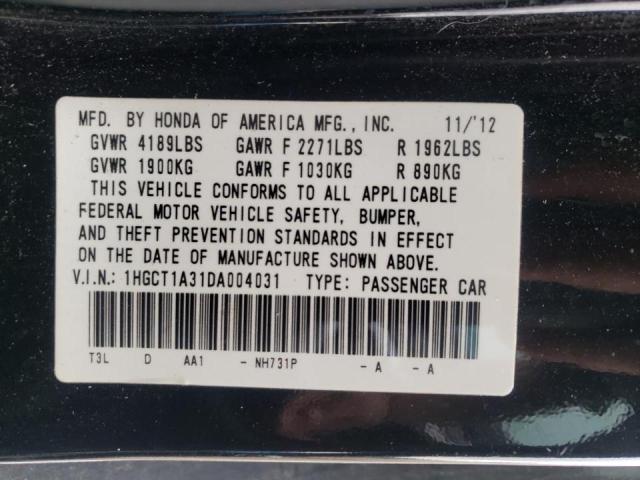 MFD. BY HONDA OF AMERICA MFG., INC. 11/'12
GVWR 4189LBS GAWR F 2271LBS R 1962LBS
GVWR 1900KG GAWR F 1030KG R 890KG
THIS VEHICLE CONFORMS TO ALL APPLICABLE
FEDERAL MOTOR VEHICLE SAFETY, BUMPER,
AND THEFT PREVENTION STANDARDS IN EFFECT
ON THE DATE OF MANUFACTURE SHOWN ABOVE.
V.I.N.: 1HGCT1A31DA004031 TYPE: PASSENGER CAR
T3L D AA1 - NH731P - A - A